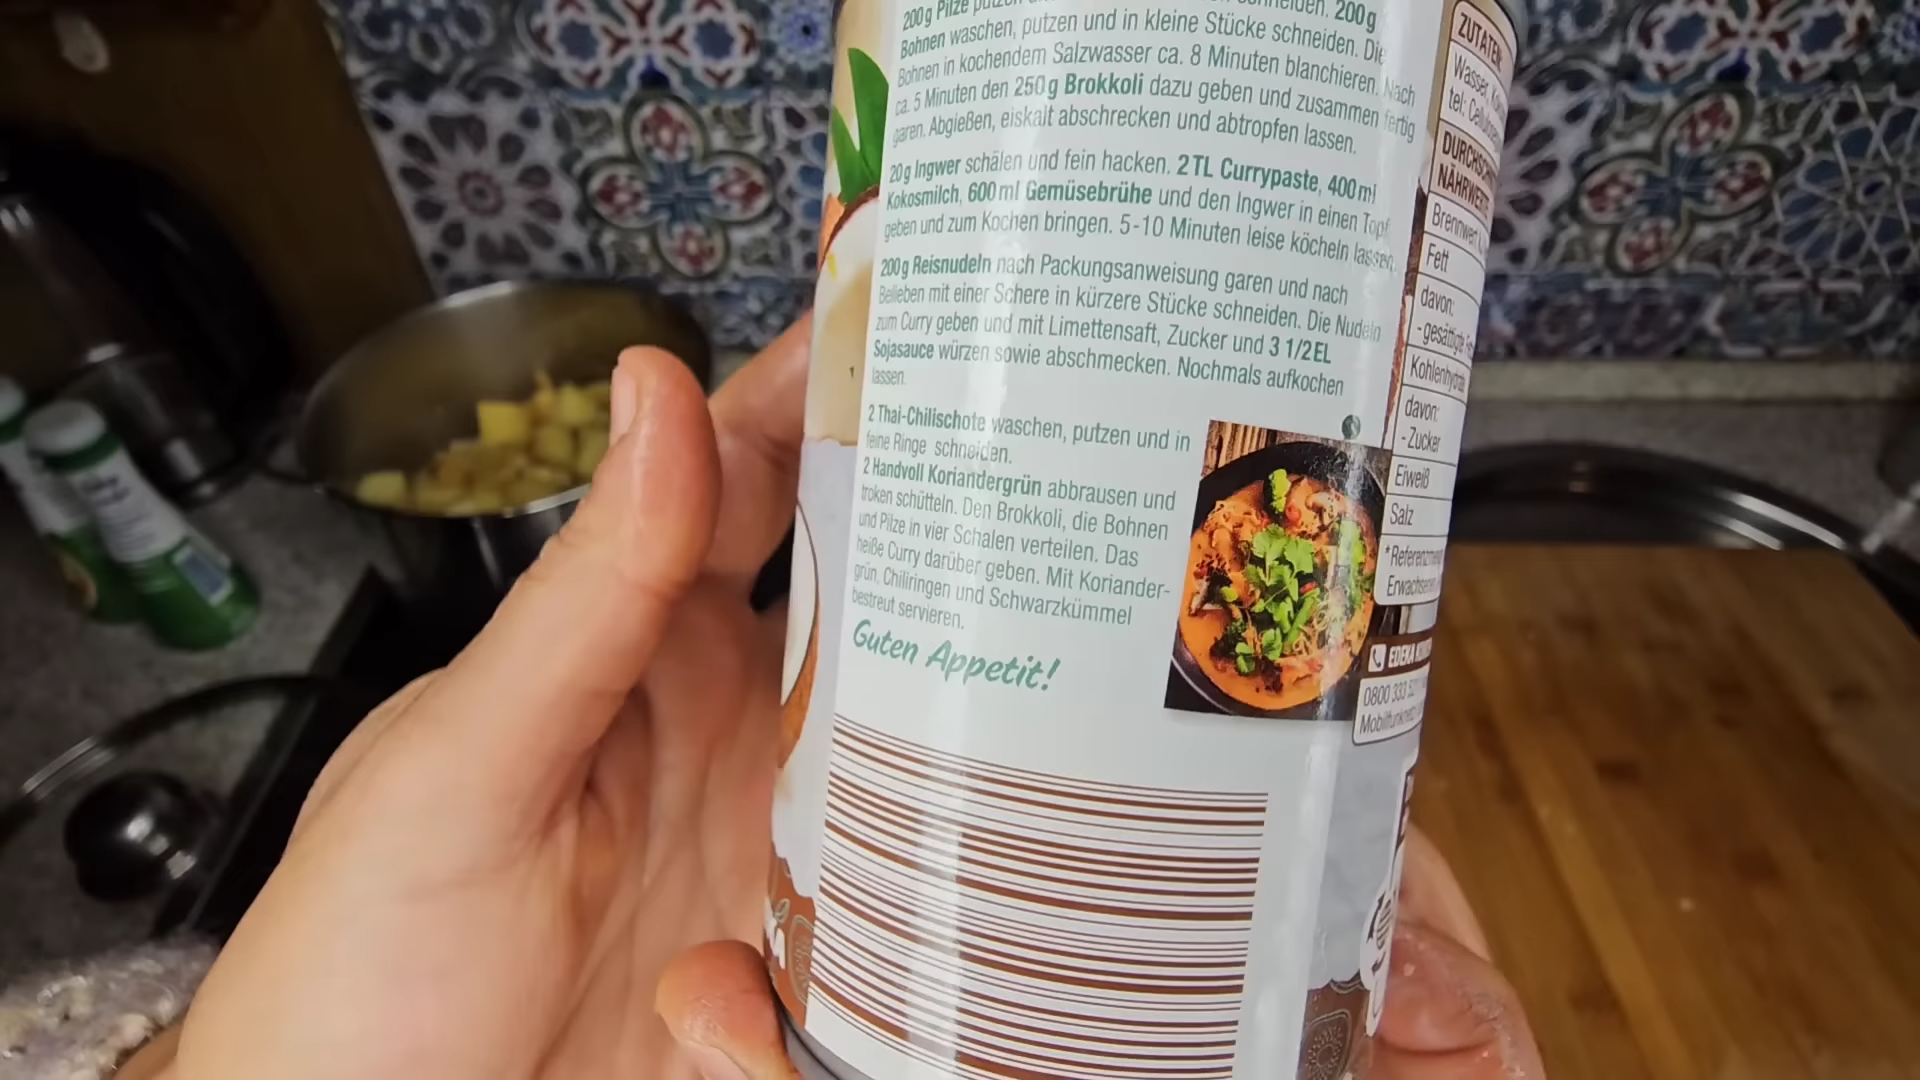 200g Pilze putzen schneiden. 200g
Bohnen waschen, putzen und in kleine Stücke schneiden. Die
Bohnen in kochendem Salzwasser ca. 8 Minuten blanchieren. Nach
ca. 5 Minuten den 250g Brokkoli dazu geben und zusammen fertig
garen. Abgießen, eiskalt abschrecken und abtropfen lassen.
20g Ingwer schälen und fein hacken. 2 TL Currypaste, 400ml
Kokosmilch, 600ml Gemüsebrühe und den Ingwer in einen Topf
geben und zum Kochen bringen. 5-10 Minuten leise köcheln lassen.
200g Reisnudeln nach Packungsanweisung garen und nach
Belieben mit einer Schere in kürzere Stücke schneiden. Die Nudeln
zum Curry geben und mit Limettensaft, Zucker und 3 1/2 EL
Sojasauce würzen sowie abschmecken. Nochmals aufkochen
lassen.
2 Thai-Chilischote waschen, putzen und in
feine Ringe schneiden.
2 Handvoll Koriandergrün abbrausen und
troken schütteln. Den Brokkoli, die Bohnen
und Pilze in vier Schalen verteilen. Das
heiße Curry darüber geben. Mit Koriander-
grün, Chiliringen und Schwarzkümmel
bestreut servieren.
Guten Appetit!
ZUTATEN:
Wasser,
tel:
Brennwert
Fett
davon:
-gesättigte
Kohlenhydrate
davon:
-Zucker
Eiweiß
Salz
EDEKA
0800 333